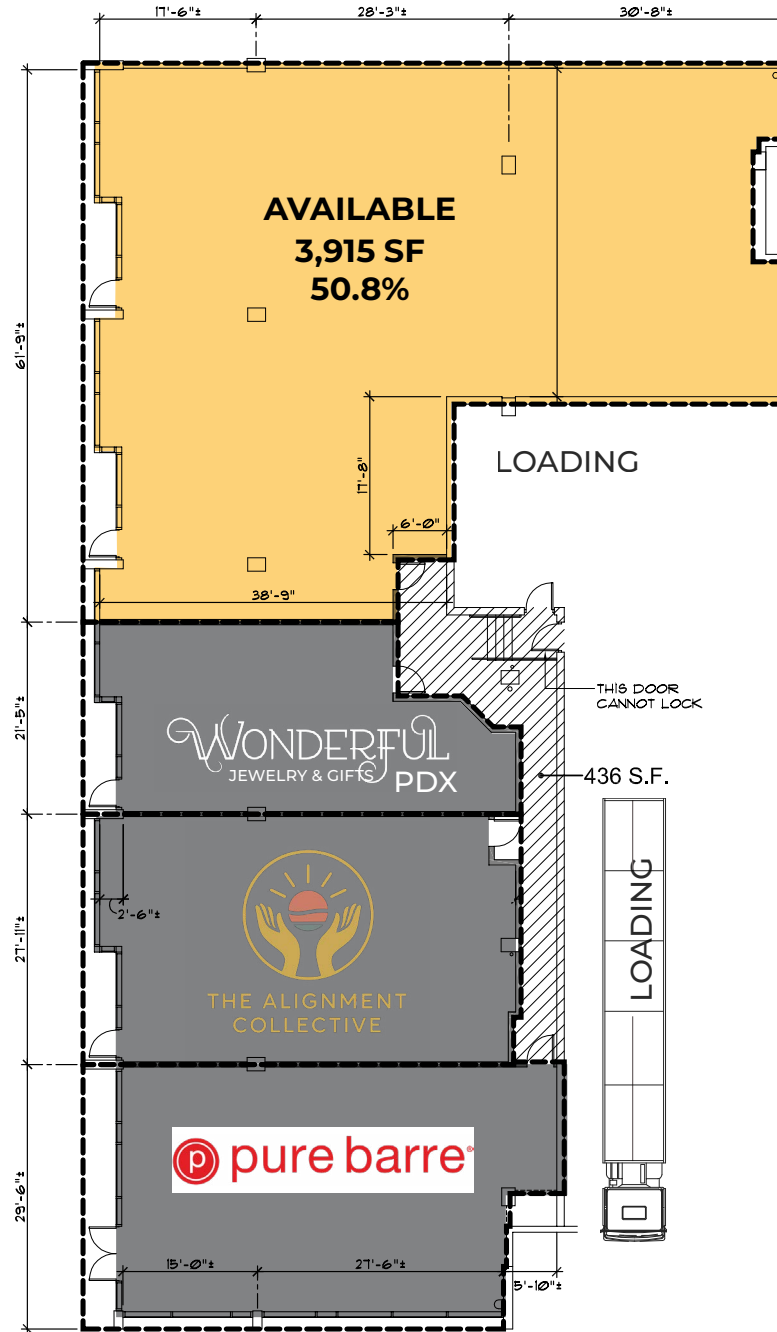 17'-6"±
28'-3"±
30'-8"±
AVAILABLE
3,915 SF
50.8%
61'-9"±
LOADING
17'-8"
6'-0"
38'-9"
THIS DOOR
CANNOT LOCK
21'-5"±
WONDERFUL
JEWELRY & GIFTS PDX
436 S.F.
LOADING
2'-6"±
27'-11±
THE ALIGNMENT
COLLECTIVE
p pure barre
29'-6"±
15'-0"±
27'-6"±
5'-10"±